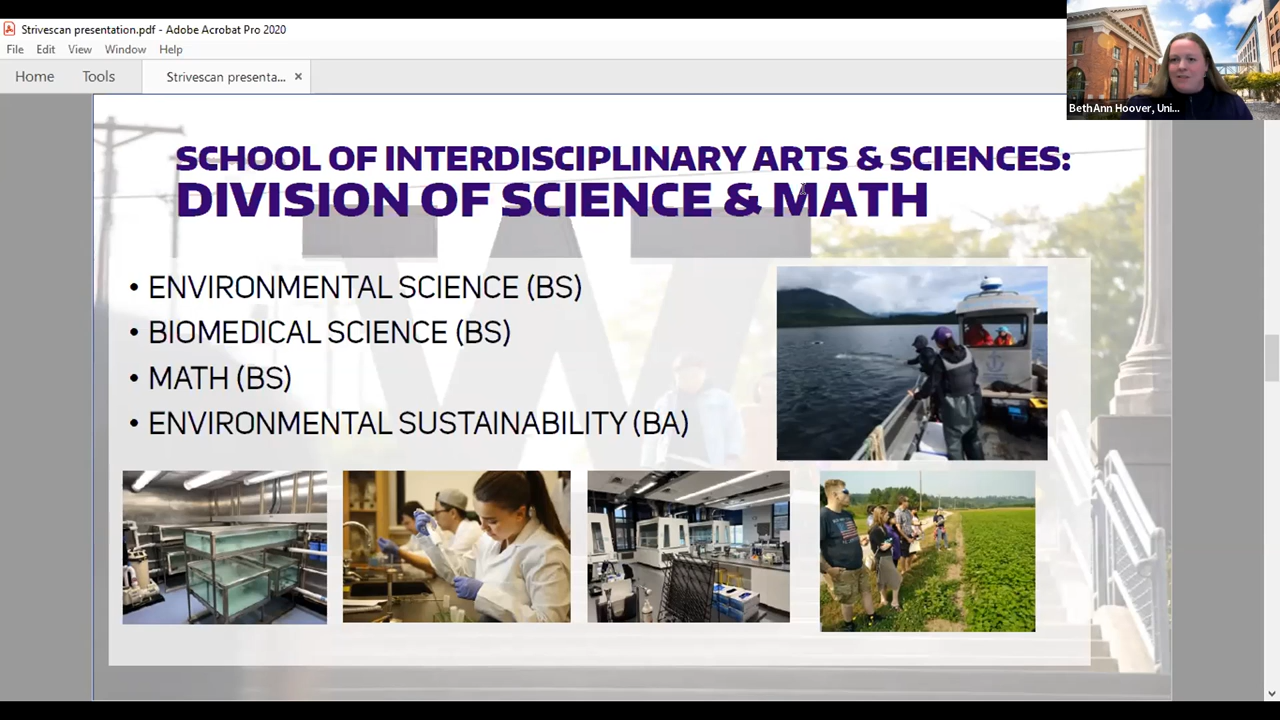 Strivescan presentation.pdf - Adobe Acrobat Pro 2020
File Edit View Window Help
Home Tools Strivescan presenta... ×
BethAnn Hoover, Uni...
SCHOOL OF INTERDISCIPLINARY ARTS & SCIENCES:
DIVISION OF SCIENCE & MATH
• ENVIRONMENTAL SCIENCE (BS)
• BIOMEDICAL SCIENCE (BS)
• MATH (BS)
• ENVIRONMENTAL SUSTAINABILITY (BA)
W